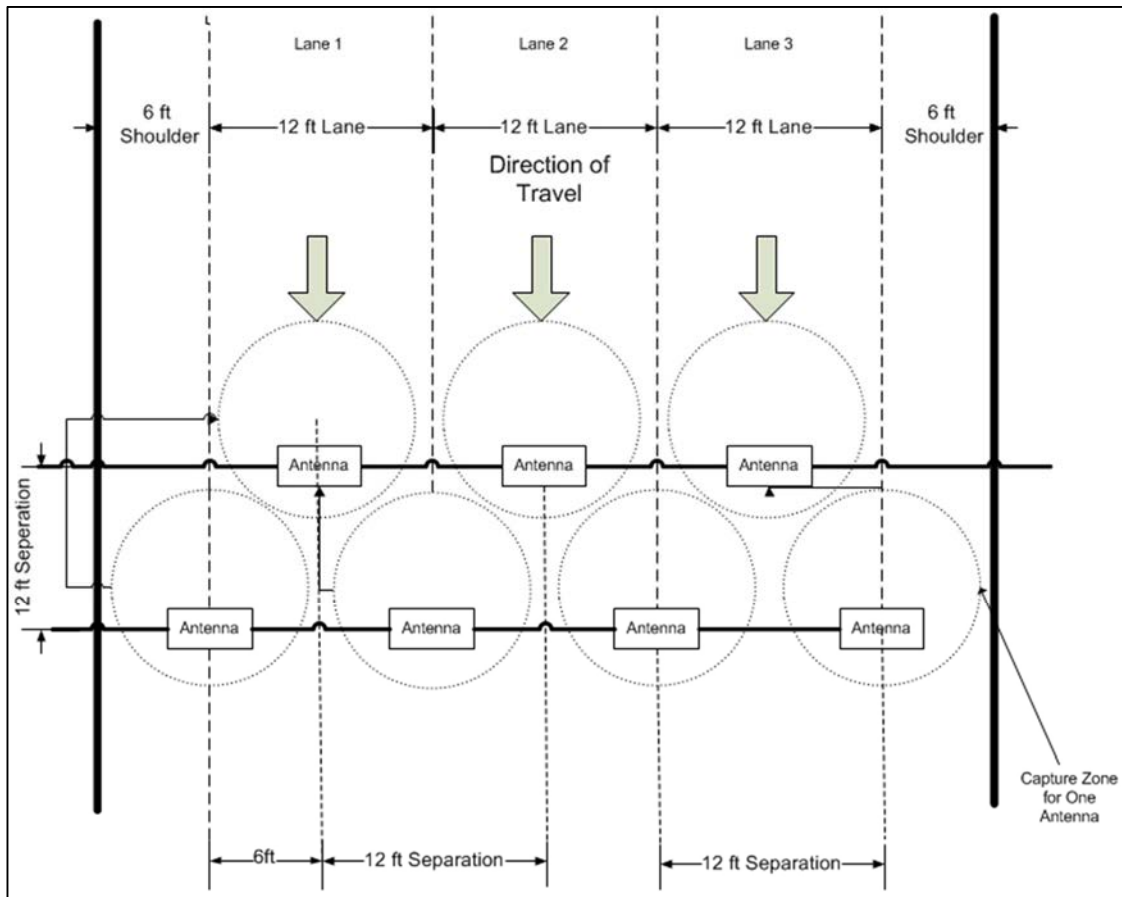 Lane 1
Lane 2
Lane 3
6 ft
Shoulder
12 ft Lane
12 ft Lane
12 ft Lane
6 ft
Shoulder
Direction of
Travel
Antenna
Antenna
Antenna
12 ft Seperation
Antenna
Antenna
Antenna
Antenna
Capture Zone
for One
Antenna
6ft
12 ft Separation
12 ft Separation